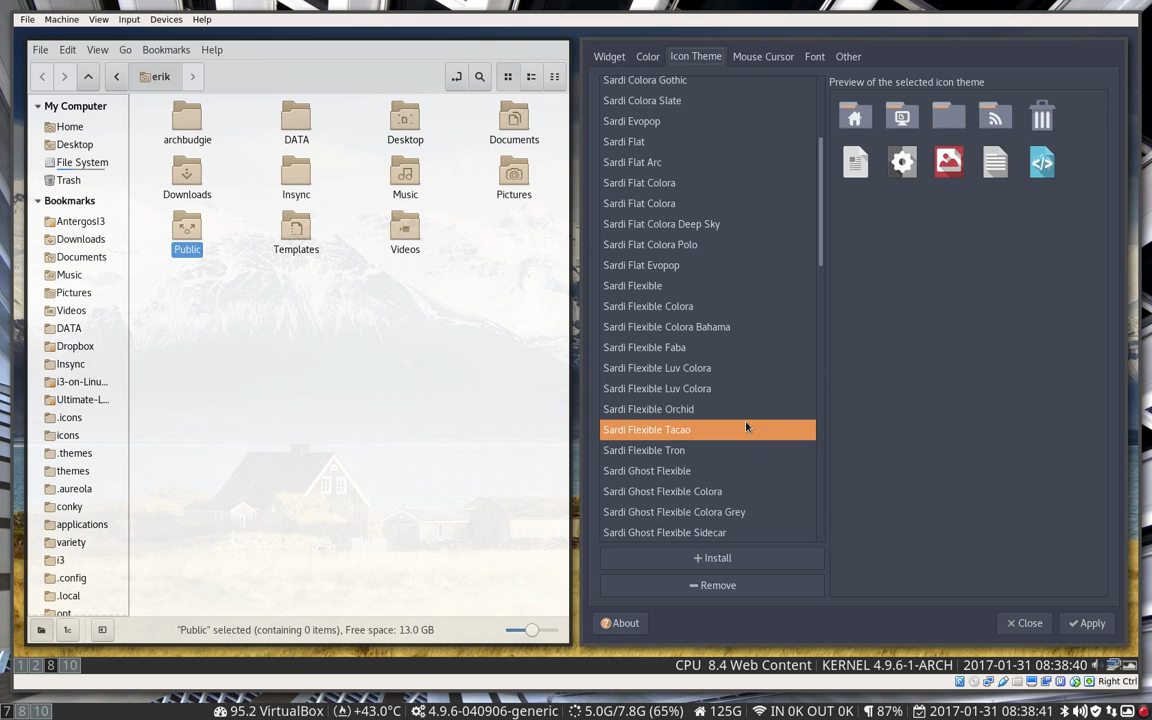 File Machine View Input Devices Help
File Edit View Go Bookmarks Help
erik
My Computer
Home
Desktop
File System
Trash
Bookmarks
AntergosI3
Downloads
Documents
Music
Pictures
Videos
DATA
Dropbox
Insync
i3-on-Linu...
Ultimate-L...
.icons
icons
.themes
themes
.aureola
conky
applications
variety
i3
.config
.local
opt
archbudgie DATA Desktop Documents
Downloads Insync Music Pictures
Public Templates Videos
"Public" selected (containing 0 items), Free space: 13.0 GB
Widget Color Icon Theme Mouse Cursor Font Other
Sardi Colora Gothic
Sardi Colora Slate
Sardi Evopop
Sardi Flat
Sardi Flat Arc
Sardi Flat Colora
Sardi Flat Colora
Sardi Flat Colora Deep Sky
Sardi Flat Colora Polo
Sardi Flat Evopop
Sardi Flexible
Sardi Flexible Colora
Sardi Flexible Colora Bahama
Sardi Flexible Faba
Sardi Flexible Luv Colora
Sardi Flexible Luv Colora
Sardi Flexible Orchid
Sardi Flexible Tacao
Sardi Flexible Tron
Sardi Ghost Flexible
Sardi Ghost Flexible Colora
Sardi Ghost Flexible Colora Grey
Sardi Ghost Flexible Sidecar
Install
Remove
Preview of the selected icon theme
About Close Apply
1 2 8 10 CPU 8.4 Web Content | KERNEL 4.9.6-1-ARCH | 2017-01-31 08:38:40
Right Ctrl
7 8 10 95.2 VirtualBox | +43.0°C | 4.9.6-040906-generic | 5.0G/7.8G (65%) | 125G | IN 0K OUT 0K | 87% | 2017-01-31 08:38:41